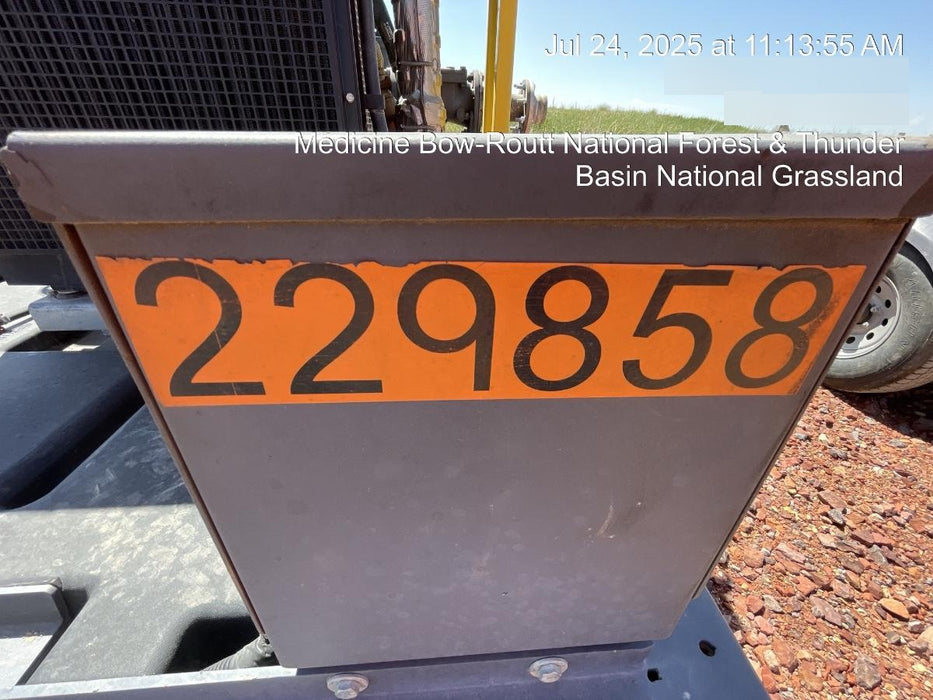 Jul 24, 2025 at 11:13:55 AM
Medicine Bow-Routt National Forest & Thunder
Basin National Grassland
229858